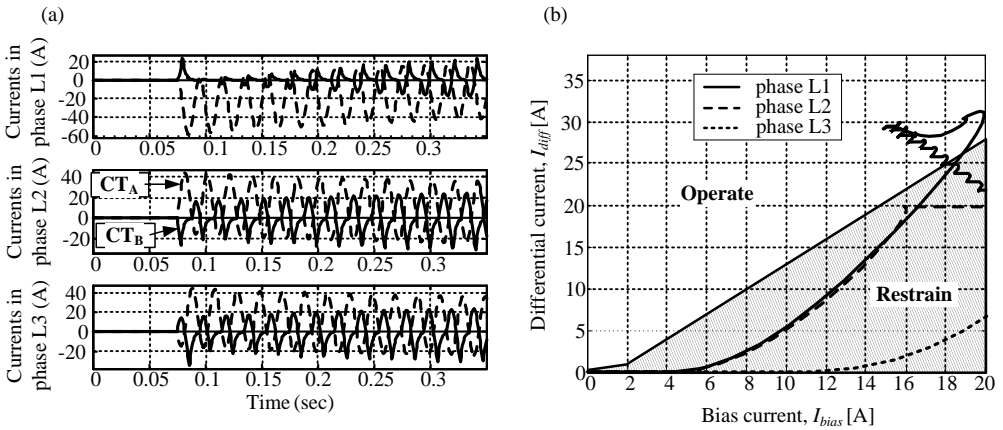 (a)
Currents in
phase L1 (A)
20
0
-20
-40
-60
0 0.05 0.1 0.15 0.2 0.25 0.3
Currents in
phase L2 (A)
40
20
0
-20
CT_A
CT_B
0 0.05 0.1 0.15 0.2 0.25 0.3
Currents in
phase L3 (A)
40
20
0
-20
0 0.05 0.1 0.15 0.2 0.25 0.3
Time (sec)
(b)
Differential current, I_diff [A]
35
30
25
20
15
10
5
0
phase L1
phase L2
phase L3
Operate
Restrain
0 2 4 6 8 10 12 14 16 18 20
Bias current, I_bias [A]